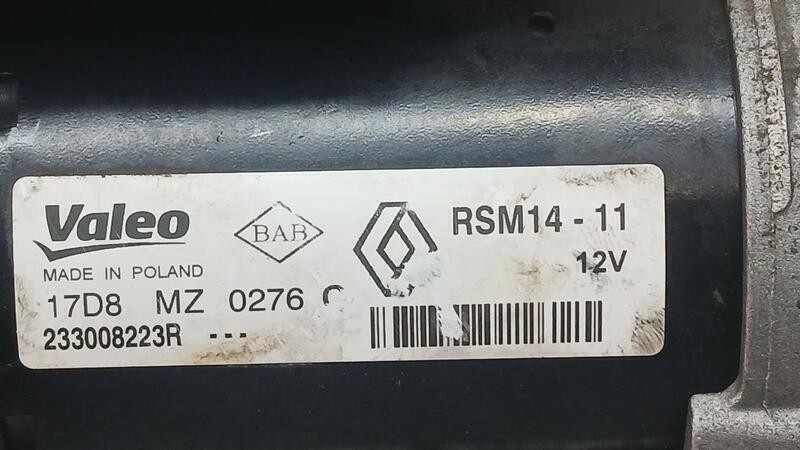 Valeo
MADE IN POLAND
BAB
RSM14 - 11
12V
17D8 MZ 0276
233008223R ---